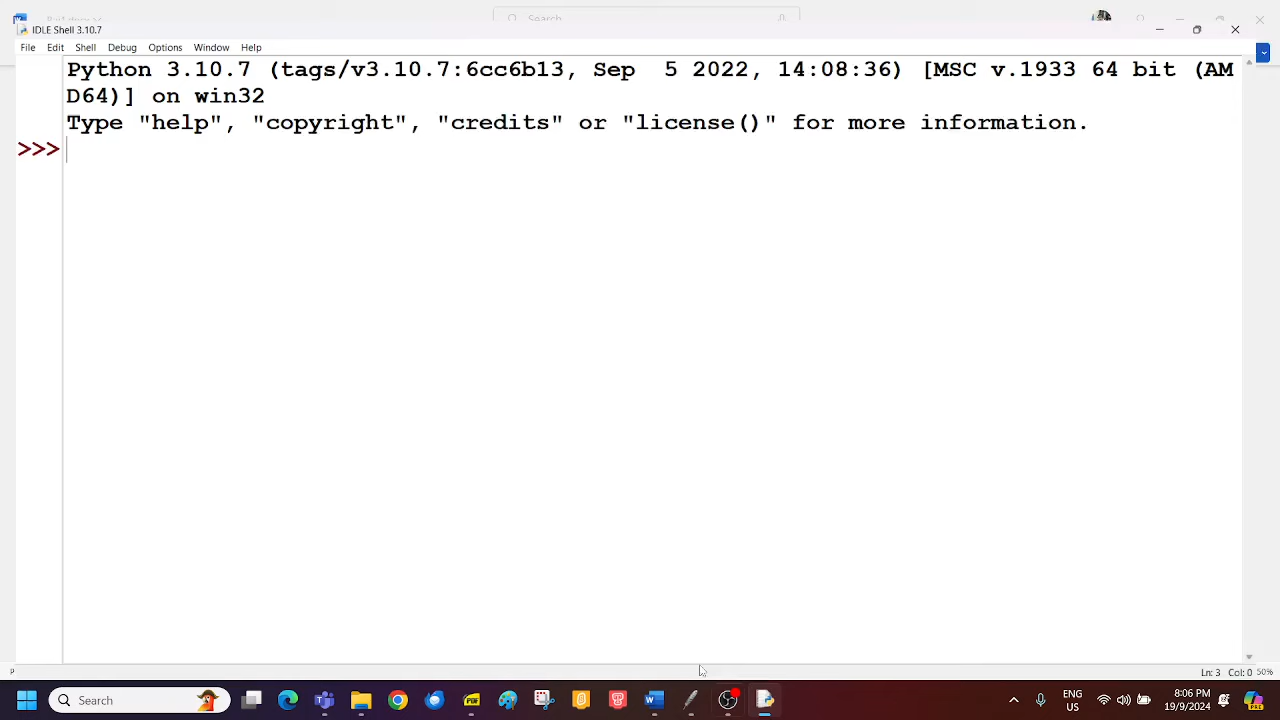 Search
IDLE Shell 3.10.7
File Edit Shell Debug Options Window Help
Python 3.10.7 (tags/v3.10.7:6cc6b13, Sep  5 2022, 14:08:36) [MSC v.1933 64 bit (AM
D64)] on win32
Type "help", "copyright", "credits" or "license()" for more information.
>>>
Ln: 3 Col: 0 50%
Search
ENG
US
8:06 PM
19/9/2024